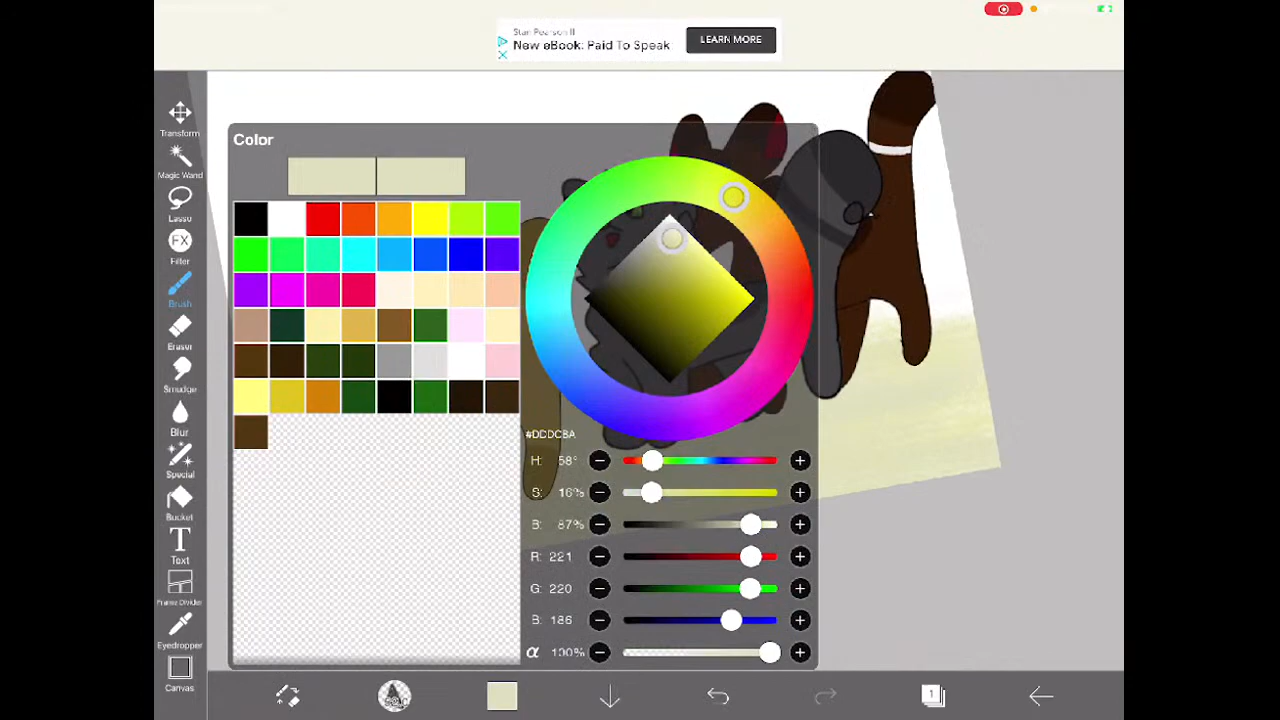 Stan Pearson II
New eBook: Paid To Speak
LEARN MORE
Transform
Magic Wand
Lasso
FX
Filter
Brush
Eraser
Smudge
Blur
Special
Bucket
T
Text
Frame Divider
Eyedropper
Canvas
Color
#DDDCBA
H: 58°
S: 16%
B: 87%
R: 221
G: 220
B: 186
α 100%
1